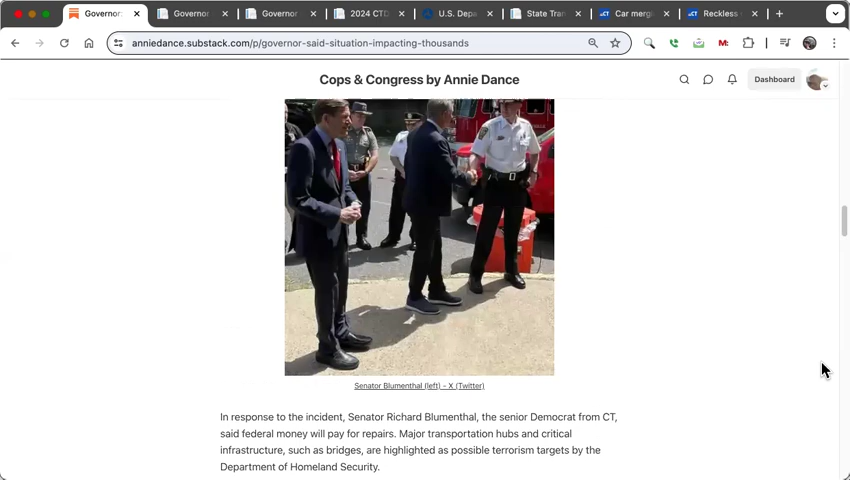 Governor:
Governor
Governor
2024 CTD
U.S. Depa
State Tran
Car mergi
Reckless
anniedance.substack.com/p/governor-said-situation-impacting-thousands
Cops & Congress by Annie Dance
Dashboard
Senator Blumenthal (left) - X (Twitter)
In response to the incident, Senator Richard Blumenthal, the senior Democrat from CT,
said federal money will pay for repairs. Major transportation hubs and critical
infrastructure, such as bridges, are highlighted as possible terrorism targets by the
Department of Homeland Security.